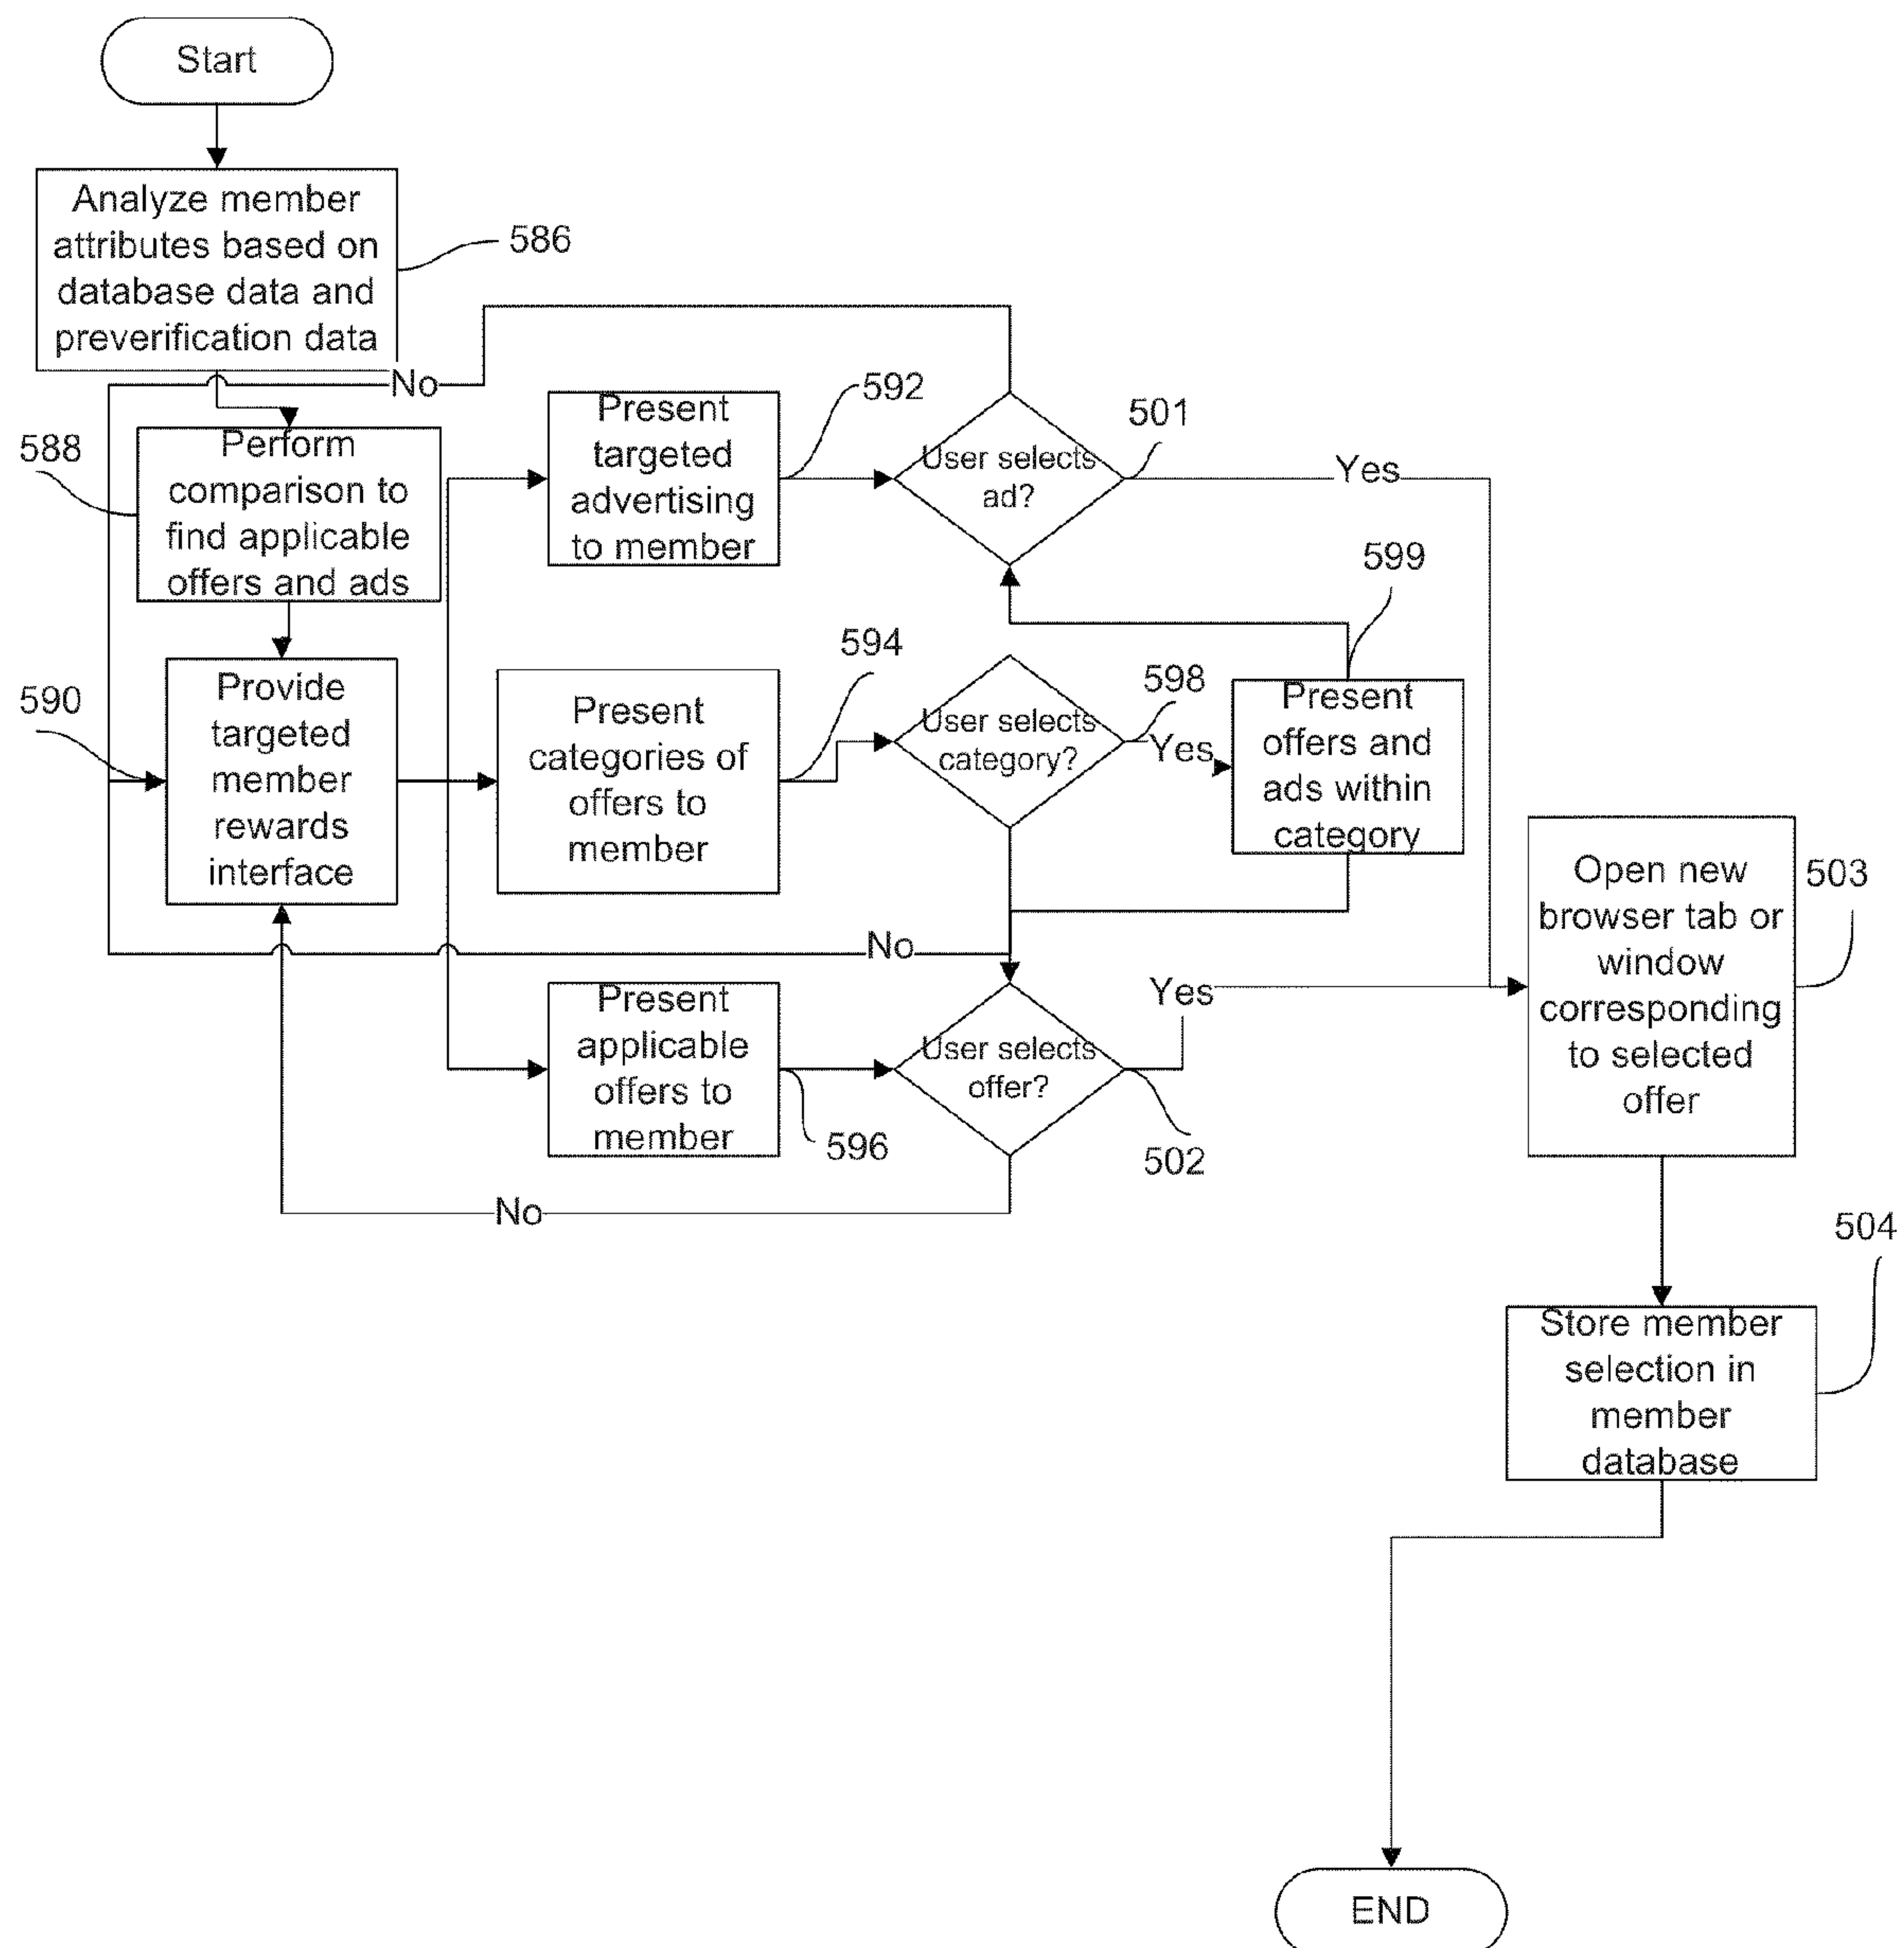 Start
Analyze member
attributes based on
database data and
preverification data
586
No
588
Perform
comparison to
find applicable
offers and ads
Present
targeted
advertising
to member
592
User selects
ad?
501
Yes
599
590
Provide
targeted
member
rewards
interface
Present
categories of
offers to
member
594
User selects
category?
598
Yes
Present
offers and
ads within
category
No
Present
applicable
offers to
member
596
User selects
offer?
502
Yes
No
Open new
browser tab or
window
corresponding
to selected
offer
503
504
Store member
selection in
member
database
END